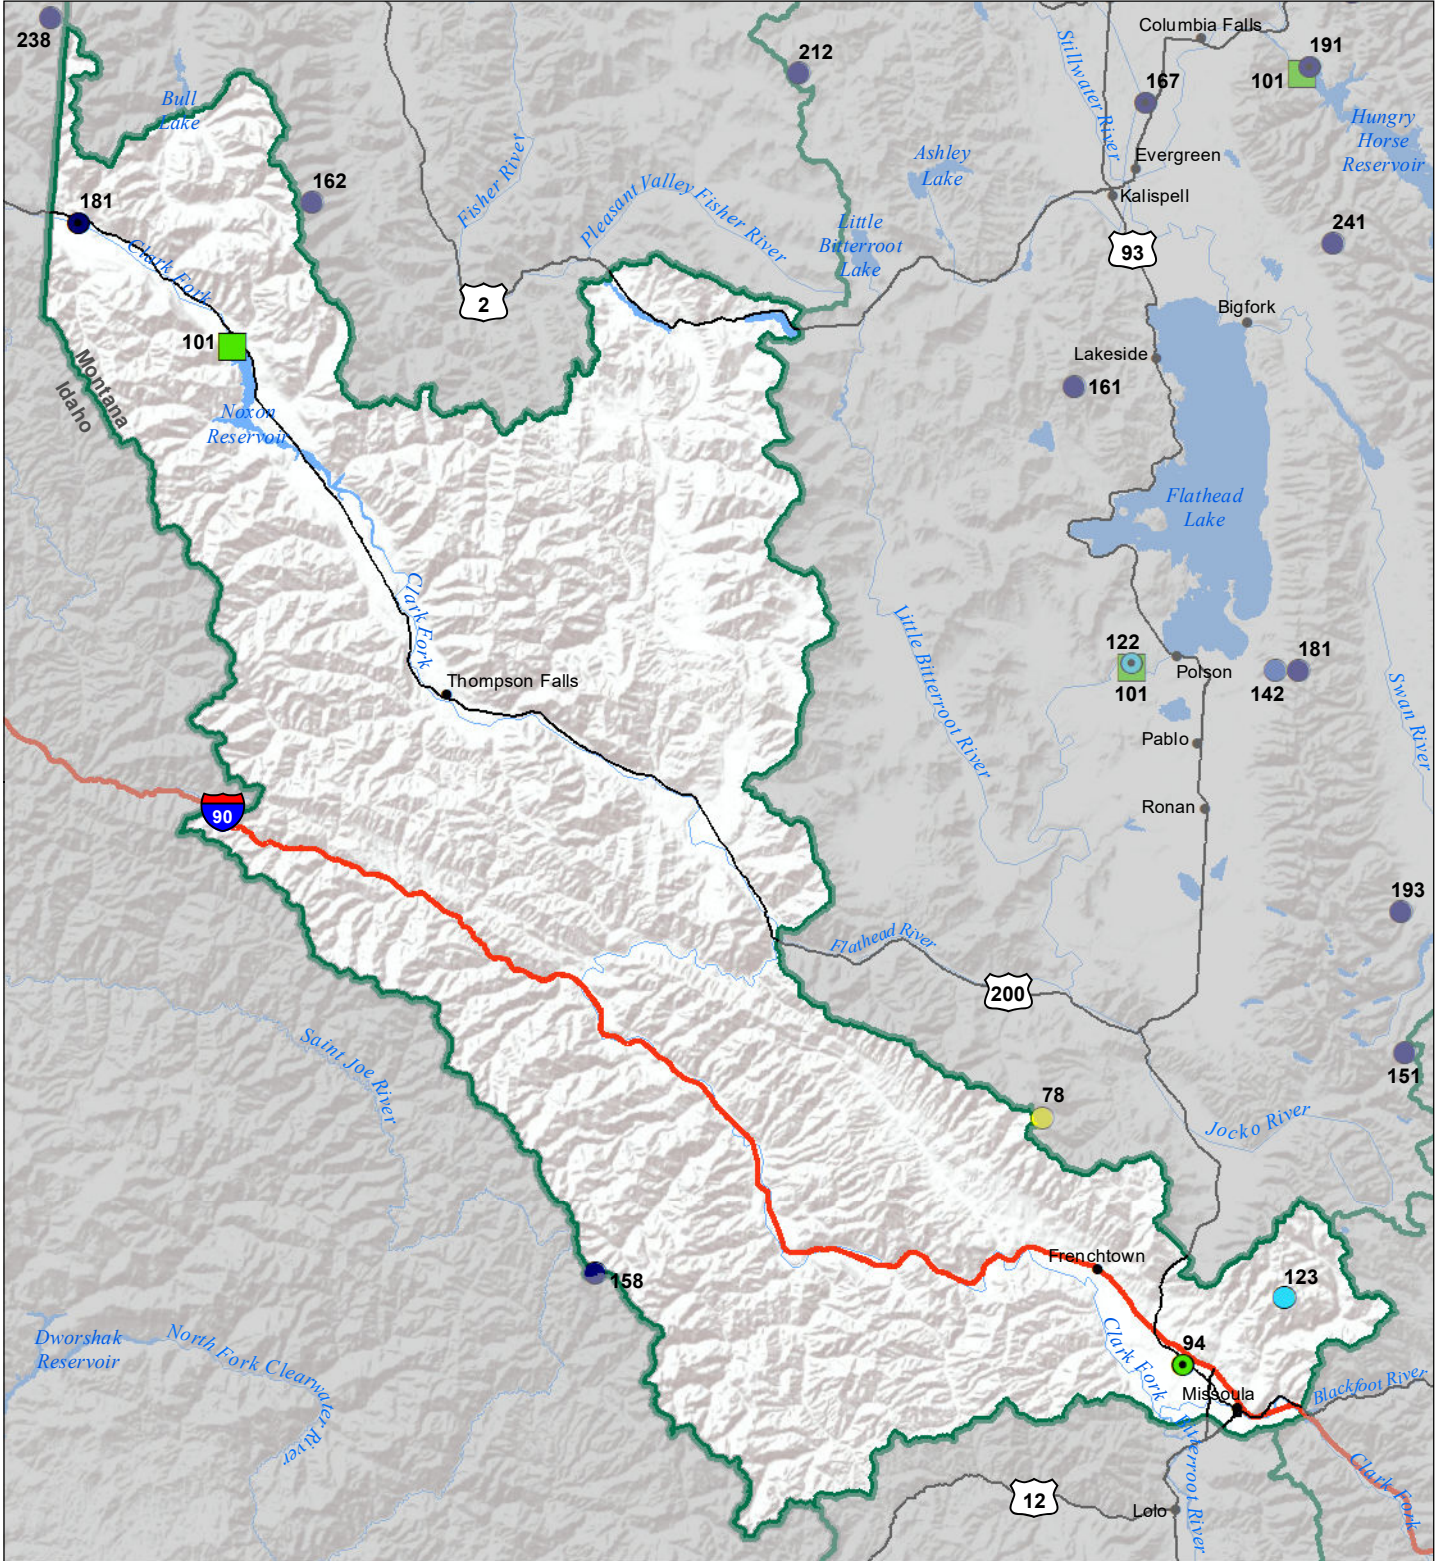 238
Bull
Lake
212
Columbia Falls
191
101
167
Stillwater River
Hungry
Horse
Reservoir
Fisher River
Ashley
Lake
Evergreen
162
Pleasant Valley Fisher River
Kalispell
181
Little
Bitterroot
Lake
241
93
Clark Fork
2
Bigfork
101
Lakeside
Montana
Idaho
161
Noxon
Reservoir
Flathead
Lake
Clark Fork
Little Bitterroot River
122
101
Polson
142
181
Thompson Falls
Swan River
Pablo
90
Ronan
193
Flathead River
200
Saint Joe River
151
78
Jocko River
Frenchtown
158
123
Dworshak
Reservoir
North Fork Clearwater River
Clark Fork
94
Missoula
Blackfoot River
Bitterroot River
Clark Fork
12
Lolo